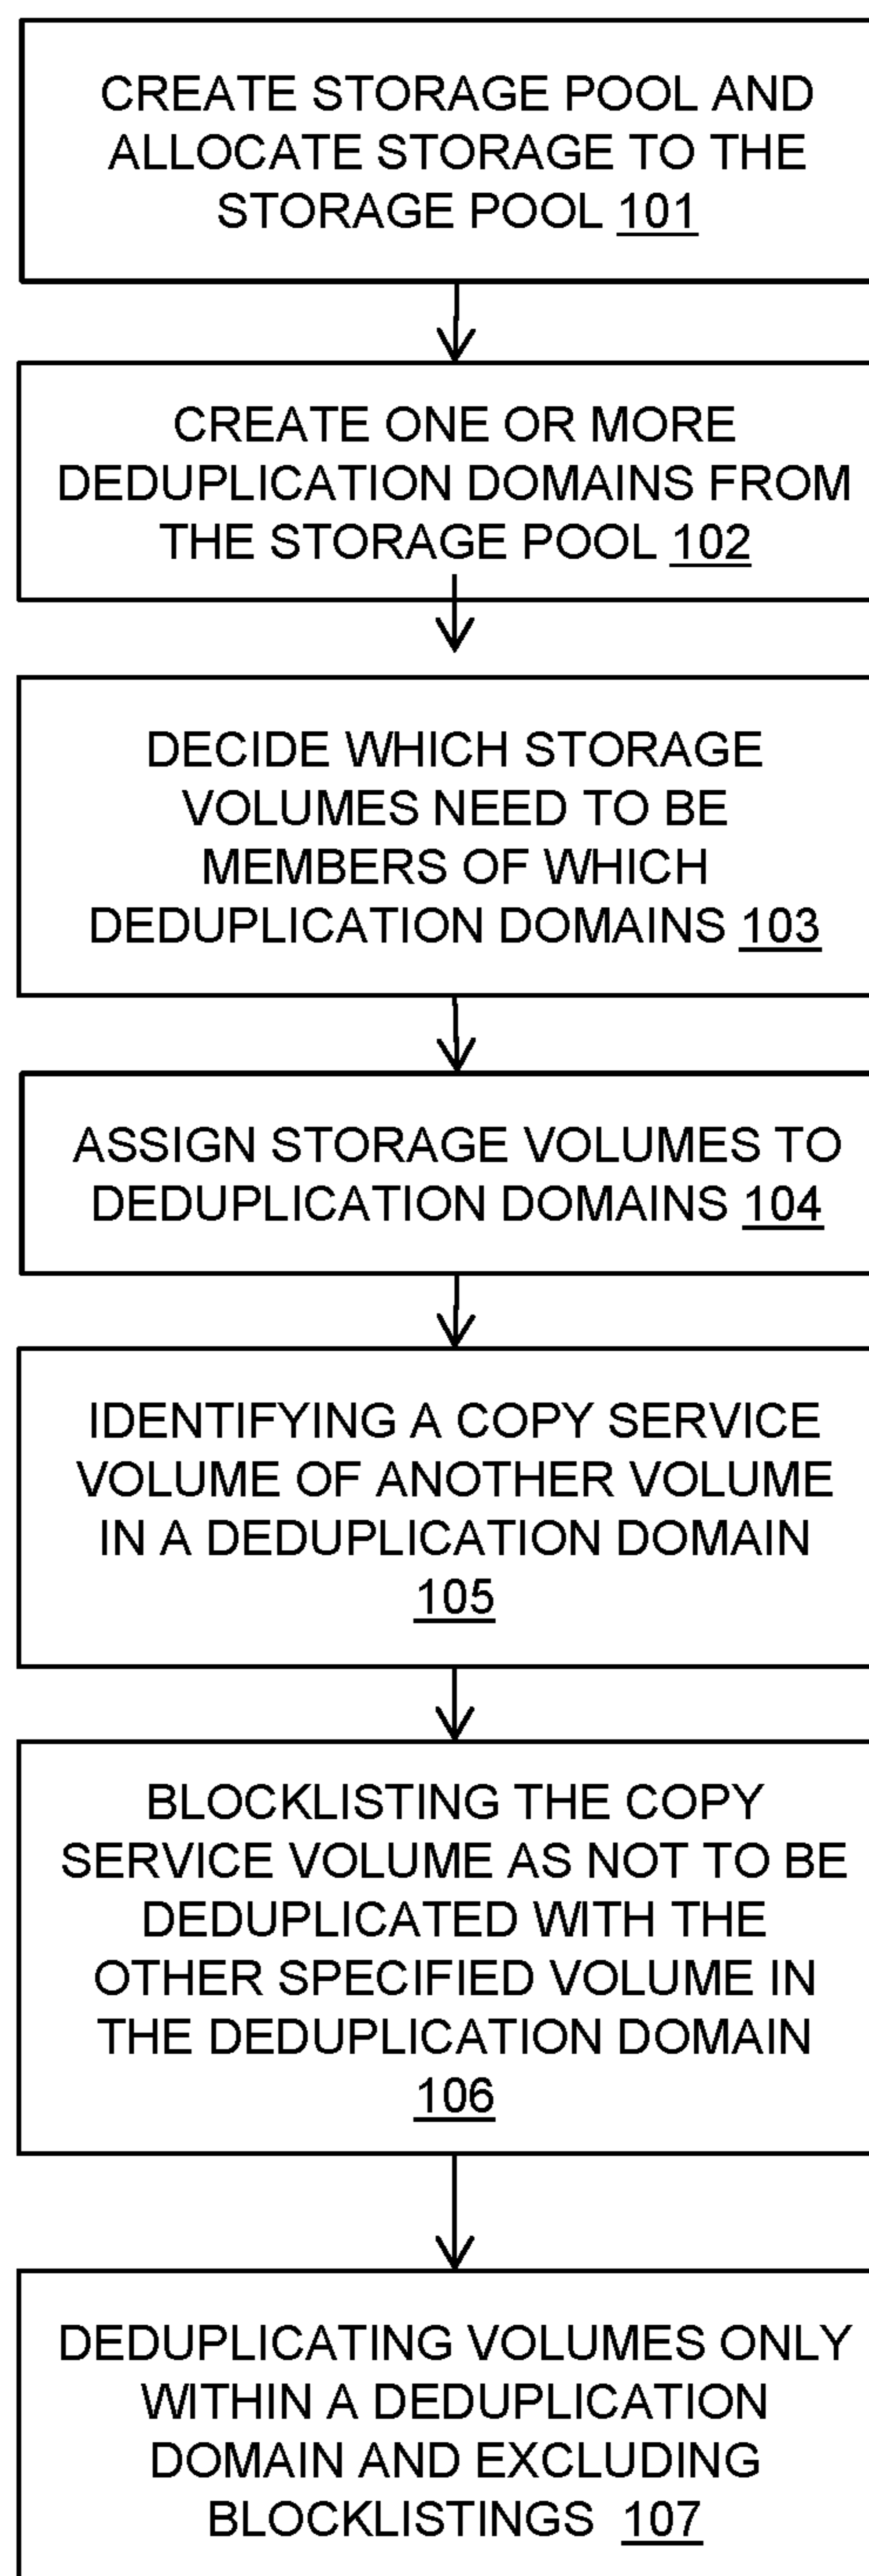 CREATE STORAGE POOL AND
ALLOCATE STORAGE TO THE
STORAGE POOL 101
CREATE ONE OR MORE
DEDUPLICATION DOMAINS FROM
THE STORAGE POOL 102
DECIDE WHICH STORAGE
VOLUMES NEED TO BE
MEMBERS OF WHICH
DEDUPLICATION DOMAINS 103
ASSIGN STORAGE VOLUMES TO
DEDUPLICATION DOMAINS 104
IDENTIFYING A COPY SERVICE
VOLUME OF ANOTHER VOLUME
IN A DEDUPLICATION DOMAIN
105
BLOCKLISTING THE COPY
SERVICE VOLUME AS NOT TO BE
DEDUPLICATED WITH THE
OTHER SPECIFIED VOLUME IN
THE DEDUPLICATION DOMAIN
106
DEDUPLICATING VOLUMES ONLY
WITHIN A DEDUPLICATION
DOMAIN AND EXCLUDING
BLOCKLISTINGS 107